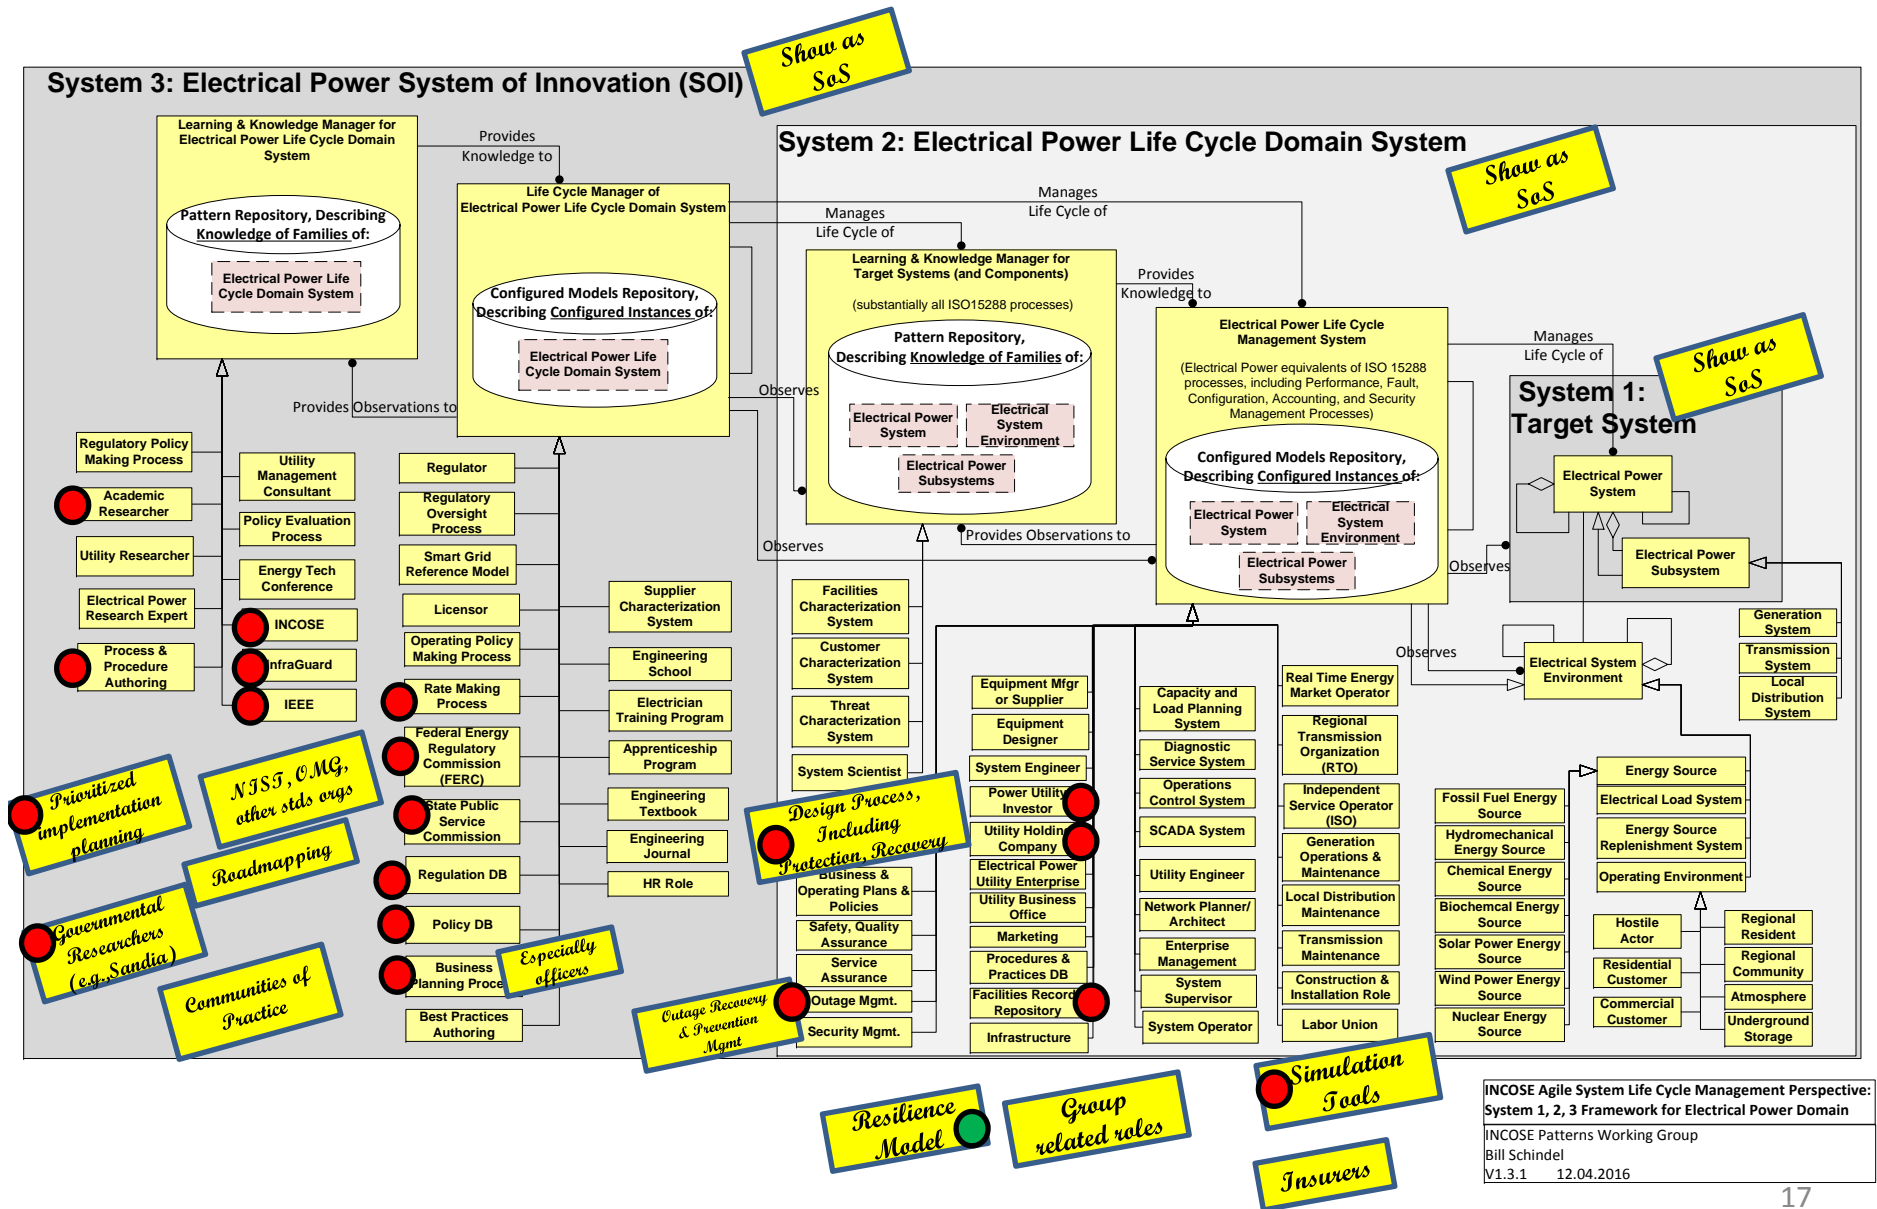 Show as
SoS
System 3: Electrical Power System of Innovation (SOI)
Learning & Knowledge Manager for
Electrical Power Life Cycle Domain
System
Pattern Repository, Describing
Knowledge of Families of:
Electrical Power Life
Cycle Domain System
Provides
Knowledge to
Life Cycle Manager of
Electrical Power Life Cycle Domain System
Configured Models Repository,
Describing Configured Instances of:
Electrical Power Life
Cycle Domain System
Provides Observations to
System 2: Electrical Power Life Cycle Domain System
Show as
SoS
Manages
Life Cycle of
Manages
Life Cycle of
Learning & Knowledge Manager for
Target Systems (and Components)
(substantially all ISO15288 processes)
Pattern Repository,
Describing Knowledge of Families of:
Electrical Power
System
Electrical
System
Environment
Electrical Power
Subsystems
Provides
Knowledge to
Observes
Observes
Provides Observations to
Electrical Power Life Cycle
Management System
(Electrical Power equivalents of ISO 15288
processes, including Performance, Fault,
Configuration, Accounting, and Security
Management Processes)
Configured Models Repository,
Describing Configured Instances of:
Electrical Power
System
Electrical
System
Environment
Electrical Power
Subsystems
Manages
Life Cycle of
Show as
SoS
System 1:
Target System
Electrical Power
System
Electrical Power
Subsystem
Observes
Observes
Electrical System
Environment
Generation
System
Transmission
System
Local
Distribution
System
Regulatory Policy
Making Process
Academic
Researcher
Utility Researcher
Electrical Power
Research Expert
Process &
Procedure
Authoring
Utility
Management
Consultant
Policy Evaluation
Process
Energy Tech
Conference
INCOSE
nfraGuard
IEEE
Regulator
Regulatory
Oversight
Process
Smart Grid
Reference Model
Licensor
Operating Policy
Making Process
Rate Making
Process
Federal Energy
Regulatory
Commission
(FERC)
State Public
Service
Commission
Regulation DB
Policy DB
Business
Planning Proce
Best Practices
Authoring
Supplier
Characterization
System
Engineering
School
Electrician
Training Program
Apprenticeship
Program
Engineering
Textbook
Engineering
Journal
HR Role
Prioritized
implementation
planning
NIST, OMG,
other stds orgs
Roadmapping
Governmental
Researchers
(e.g.,Sandia)
Communities of
Practice
Especially
officers
Outage Recovery
& Prevention
Mgmt
Facilities
Characterization
System
Customer
Characterization
System
Threat
Characterization
System
System Scientist
Design Process,
Including
Protection, Recovery
Business &
Operating Plans &
Policies
Safety, Quality
Assurance
Service
Assurance
Outage Mgmt.
Security Mgmt.
Equipment Mfgr
or Supplier
Equipment
Designer
System Engineer
Power Utility
Investor
Utility Holding
Company
Electrical Power
Utility Enterprise
Utility Business
Office
Marketing
Procedures &
Practices DB
Facilities Record
Repository
Infrastructure
Capacity and
Load Planning
System
Diagnostic
Service System
Operations
Control System
SCADA System
Utility Engineer
Network Planner/
Architect
Enterprise
Management
System
Supervisor
System Operator
Real Time Energy
Market Operator
Regional
Transmission
Organization
(RTO)
Independent
Service Operator
(ISO)
Generation
Operations &
Maintenance
Local Distribution
Maintenance
Transmission
Maintenance
Construction &
Installation Role
Labor Union
Fossil Fuel Energy
Source
Hydromechanical
Energy Source
Chemical Energy
Source
Biochemcal Energy
Source
Solar Power Energy
Source
Wind Power Energy
Source
Nuclear Energy
Source
Energy Source
Electrical Load System
Energy Source
Replenishment System
Operating Environment
Hostile
Actor
Residential
Customer
Commercial
Customer
Regional
Resident
Regional
Community
Atmosphere
Underground
Storage
Resilience
Model
Group
related roles
Simulation
Tools
Insurers
INCOSE Agile System Life Cycle Management Perspective:
System 1, 2, 3 Framework for Electrical Power Domain
INCOSE Patterns Working Group
Bill Schindel
V1.3.1 12.04.2016
17